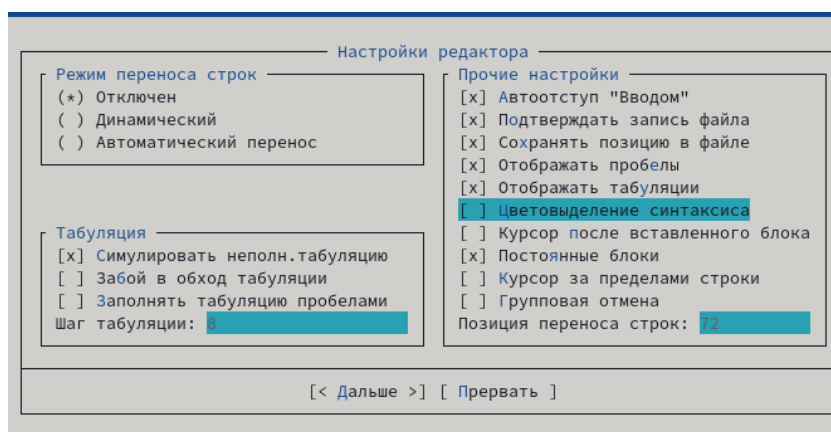 Настройки редактора
Режим переноса строк
(*) Отключен
( ) Динамический
( ) Автоматический перенос
Табуляция
[x] Симулировать неполн.табуляцию
[ ] Забой в обход табуляции
[ ] Заполнять табуляцию пробелами
Шаг табуляции: 8
Прочие настройки
[x] Автоотступ "Вводом"
[x] Подтверждать запись файла
[x] Сохранять позицию в файле
[x] Отображать пробелы
[x] Отображать табуляции
[ ] Цветовыделение синтаксиса
[ ] Курсор после вставленного блока
[x] Постоянные блоки
[ ] Курсор за пределами строки
[ ] Групповая отмена
Позиция переноса строк: 72
[< Дальше >] [ Прервать ]